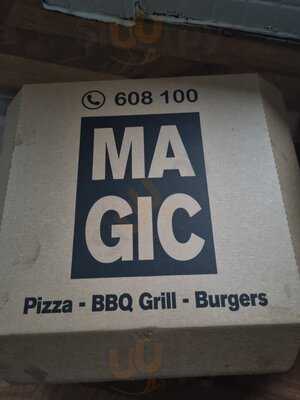 608 100
MA
GIC
Pizza - BBQ Grill - Burgers